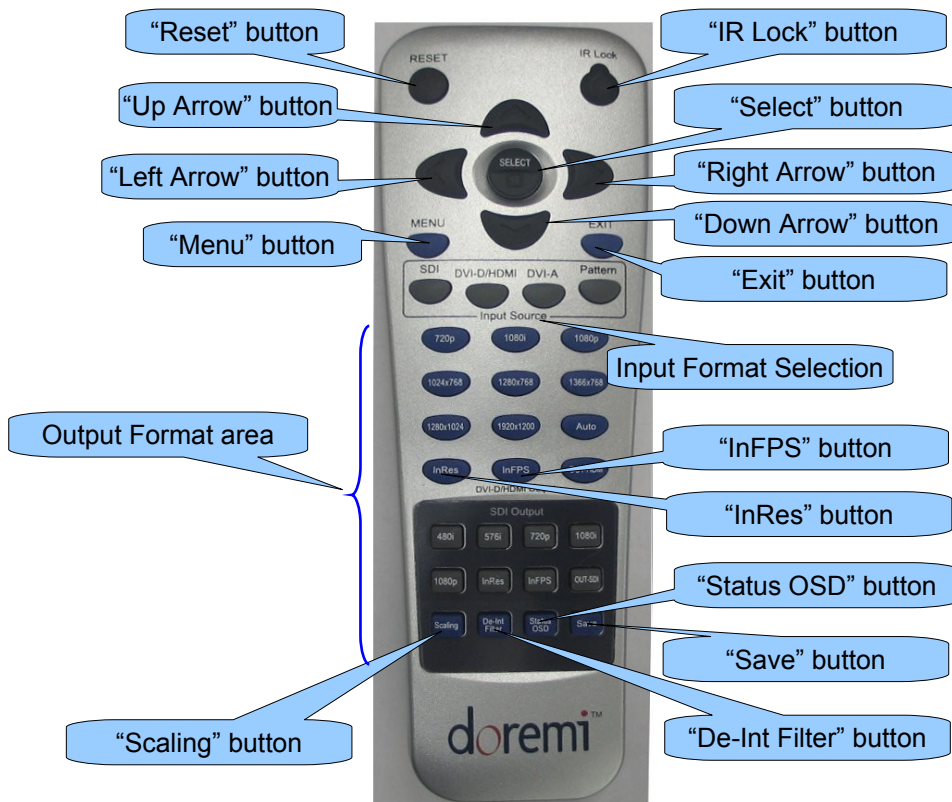 “Reset” button
“IR Lock” button
RESET
IR Lock
“Up Arrow” button
“Select” button
SELECT
“Left Arrow” button
“Right Arrow” button
“Down Arrow” button
MENU
EXIT
“Menu” button
“Exit” button
SDI DVI-D/HDMI DVI-A Pattern
Input Source
720p 1080i 1080p
Input Format Selection
1024x768 1280x768 1366x768
1280x1024 1920x1200 Auto
Output Format area
“InFPS” button
InRes InFPS
DVI-D/HDMI
“InRes” button
SDI Output
480i 576i 720p 1080i
1080p InRes InFPS OUT-SDI
“Status OSD” button
Scaling De-Int Filter Status OSD Save
“Save” button
doremi™
“Scaling” button
“De-Int Filter” button